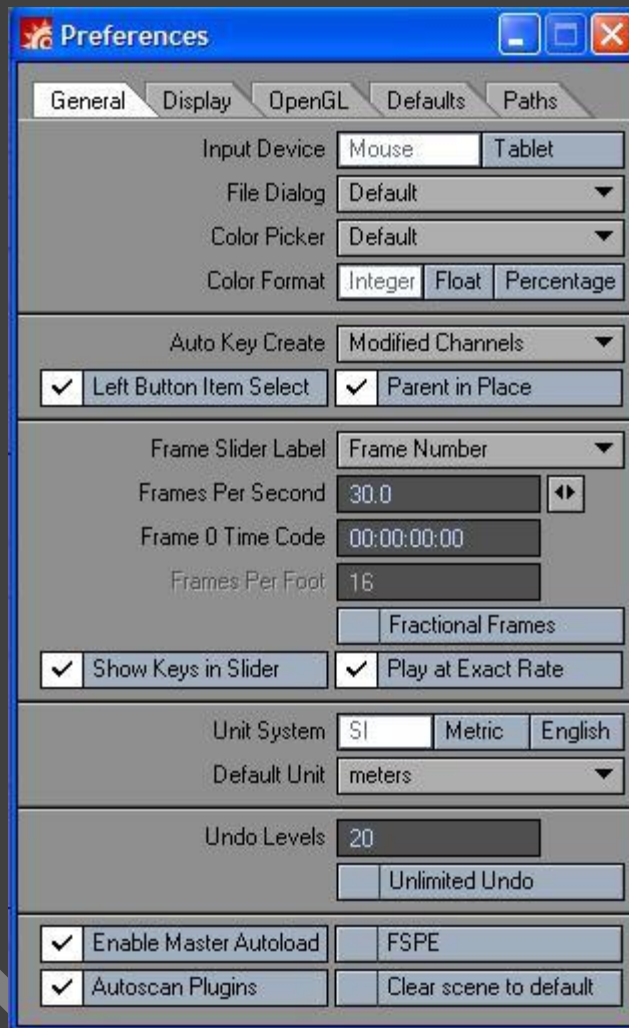 Preferences
General Display OpenGL Defaults Paths
Input Device Mouse Tablet
File Dialog Default
Color Picker Default
Color Format Integer Float Percentage
Auto Key Create Modified Channels
Left Button Item Select Parent in Place
Frame Slider Label Frame Number
Frames Per Second 30.0
Frame 0 Time Code 00:00:00:00
Frames Per Foot 16
Fractional Frames
Show Keys in Slider Play at Exact Rate
Unit System SI Metric English
Default Unit meters
Undo Levels 20
Unlimited Undo
Enable Master Autoload FSPE
Autoscan Plugins Clear scene to default